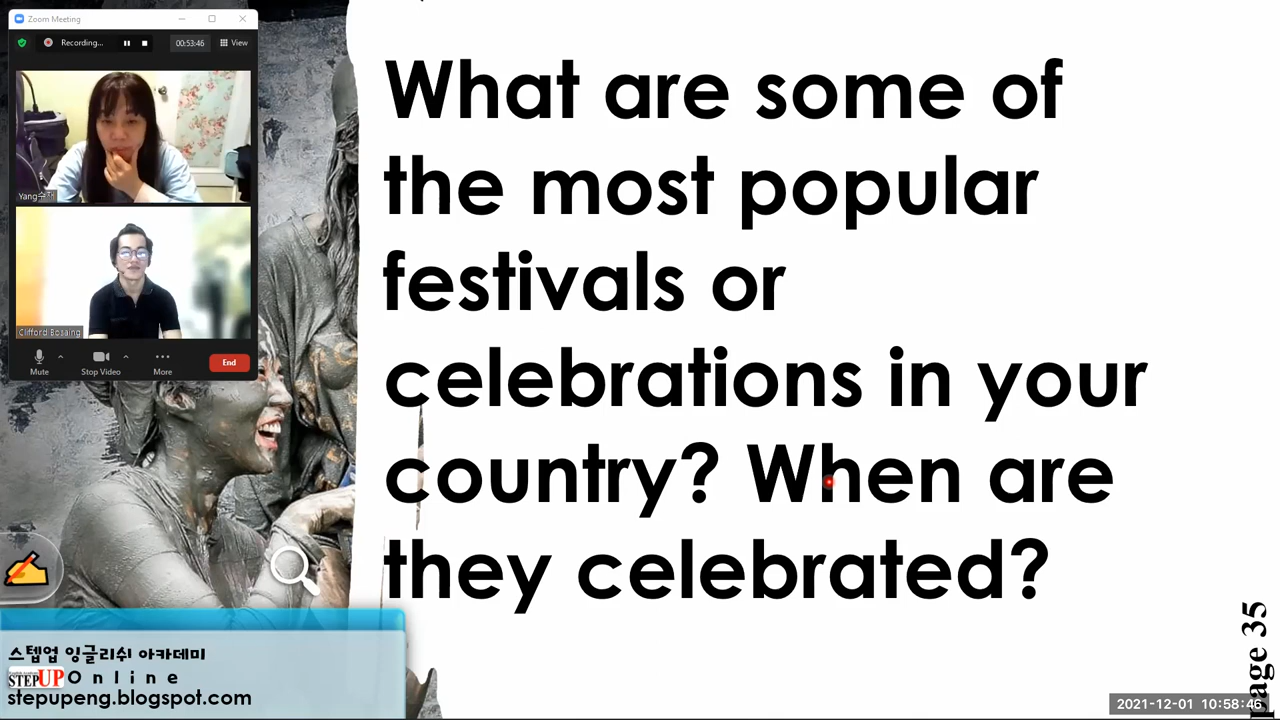 Zoom Meeting
Recording...
00:53:46
View
Clifford Bosaing
Mute
Stop Video
More
End
What are some of
the most popular
festivals or
celebrations in your
country? When are
they celebrated?
스텝업 잉글리쉬 아카데미
STEPUP Online
stepupeng.blogspot.com
page 35
2021-12-01 10:58:46